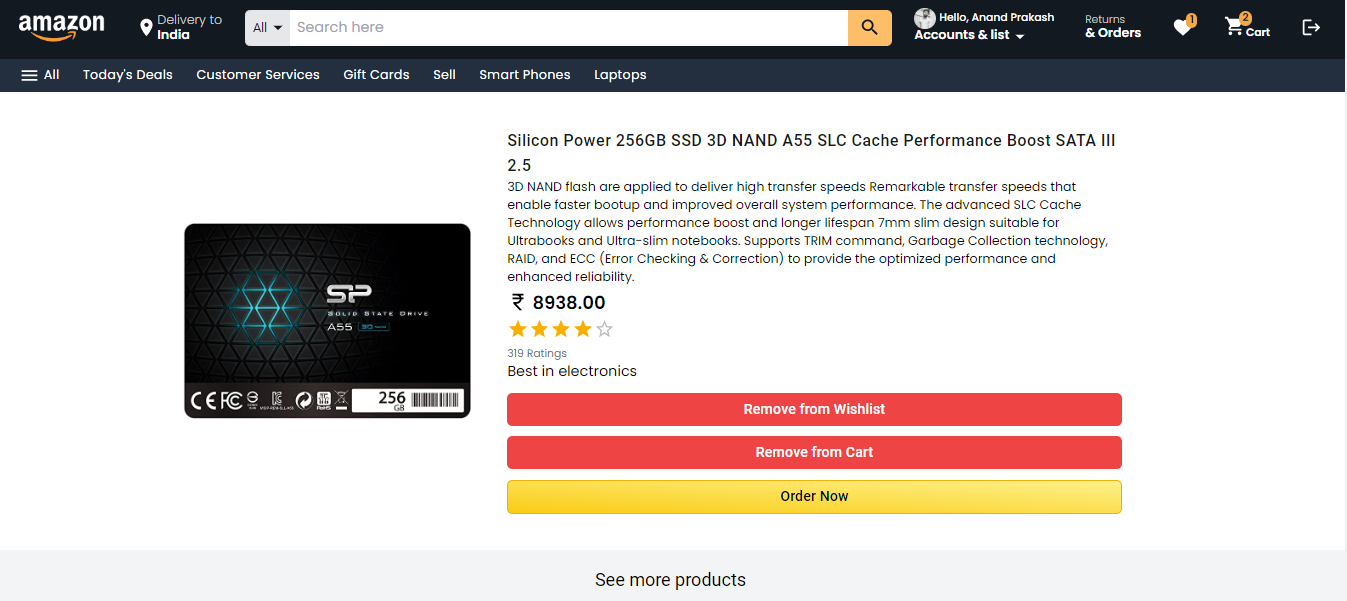 amazon
Delivery to
India
All
Search here
Hello, Anand Prakash
Accounts & list
Returns
& Orders
1
2
Cart
All
Today's Deals
Customer Services
Gift Cards
Sell
Smart Phones
Laptops
Silicon Power 256GB SSD 3D NAND A55 SLC Cache Performance Boost SATA III
2.5
3D NAND flash are applied to deliver high transfer speeds Remarkable transfer speeds that
enable faster bootup and improved overall system performance. The advanced SLC Cache
Technology allows performance boost and longer lifespan 7mm slim design suitable for
Ultrabooks and Ultra-slim notebooks. Supports TRIM command, Garbage Collection technology,
RAID, and ECC (Error Checking & Correction) to provide the optimized performance and
enhanced reliability.
₹ 8938.00
319 Ratings
Best in electronics
Remove from Wishlist
Remove from Cart
Order Now
SP
SOLID STATE DRIVE
A55 3D
CE FC
RoHS
256
GB
See more products